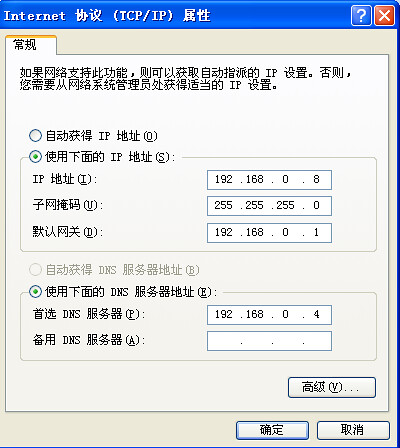 Internet 协议 (TCP/IP) 属性
常规
如果网络支持此功能，则可以获取自动指派的 IP 设置。否则，
您需要从网络系统管理员处获得适当的 IP 设置。
自动获得 IP 地址(O)
使用下面的 IP 地址(S):
IP 地址(I): 192 .168 . 0 . 8
子网掩码(U): 255 .255 .255 . 0
默认网关(D): 192 .168 . 0 . 1
自动获得 DNS 服务器地址(B)
使用下面的 DNS 服务器地址(E):
首选 DNS 服务器(P): 192 .168 . 0 . 4
备用 DNS 服务器(A): . . .
高级(V)...
确定 取消